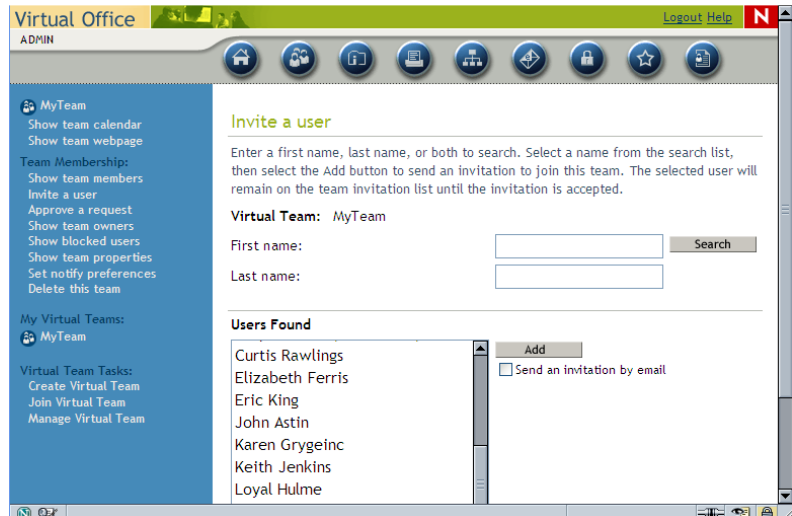 Virtual Office
Logout Help
N
ADMIN
MyTeam
Show team calendar
Show team webpage
Team Membership:
Show team members
Invite a user
Approve a request
Show team owners
Show blocked users
Show team properties
Set notify preferences
Delete this team
My Virtual Teams:
MyTeam
Virtual Team Tasks:
Create Virtual Team
Join Virtual Team
Manage Virtual Team
Invite a user
Enter a first name, last name, or both to search. Select a name from the search list,
then select the Add button to send an invitation to join this team. The selected user will
remain on the team invitation list until the invitation is accepted.
Virtual Team: MyTeam
First name:
Search
Last name:
Users Found
Curtis Rawlings
Elizabeth Ferris
Eric King
John Astin
Karen Grygeinc
Keith Jenkins
Loyal Hulme
Add
Send an invitation by email